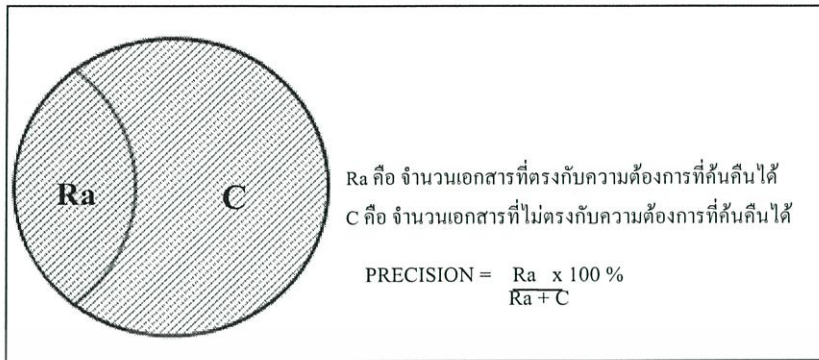 Ra
C
Ra คือ จำนวนเอกสารที่ตรงกับความต้องการที่ค้นคืนได้
C คือ จำนวนเอกสารที่ไม่ตรงกับความต้องการที่ค้นคืนได้
PRECISION = Ra x 100 %
Ra + C